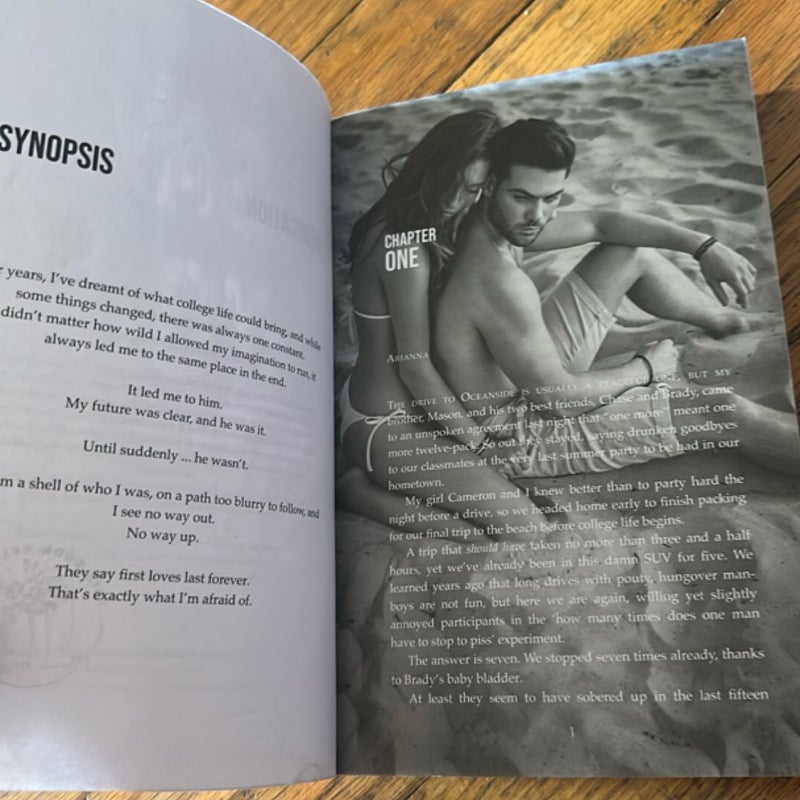 SYNOPSIS
years, I've dreamt of what college life could bring, and while
some things changed, there was always one constant.
didn't matter how wild I allowed my imagination to run, it
always led me to the same place in the end.
It led me to him.
My future was clear, and he was it.
Until suddenly ... he wasn't.
m a shell of who I was, on a path too blurry to follow, and
I see no way out.
No way up.
They say first loves last forever.
That's exactly what I'm afraid of.
CHAPTER
ONE
ARIANNA
THE DRIVE TO OCEANSIDE IS USUALLY A PEACEFUL ONE, BUT MY
brother, Mason, and his two best friends, Chase and Brady, came
to an unspoken agreement last night that "one more" meant one
more twelve-pack. So out they stayed, saying drunken goodbyes
to our classmates at the very last summer party to be had in our
hometown.
My girl Cameron and I knew better than to party hard the
night before a drive, so we headed home early to finish packing
for our final trip to the beach before college life begins.
A trip that should have taken no more than three and a half
hours, yet we've already been in this damn SUV for five. We
learned years ago that long drives with pouty, hungover man-
boys are not fun, but here we are again, willing yet slightly
annoyed participants in the 'how many times does one man
have to stop to piss' experiment.
The answer is seven. We stopped seven times already, thanks
to Brady's baby bladder.
At least they seem to have sobered up in the last fifteen
1